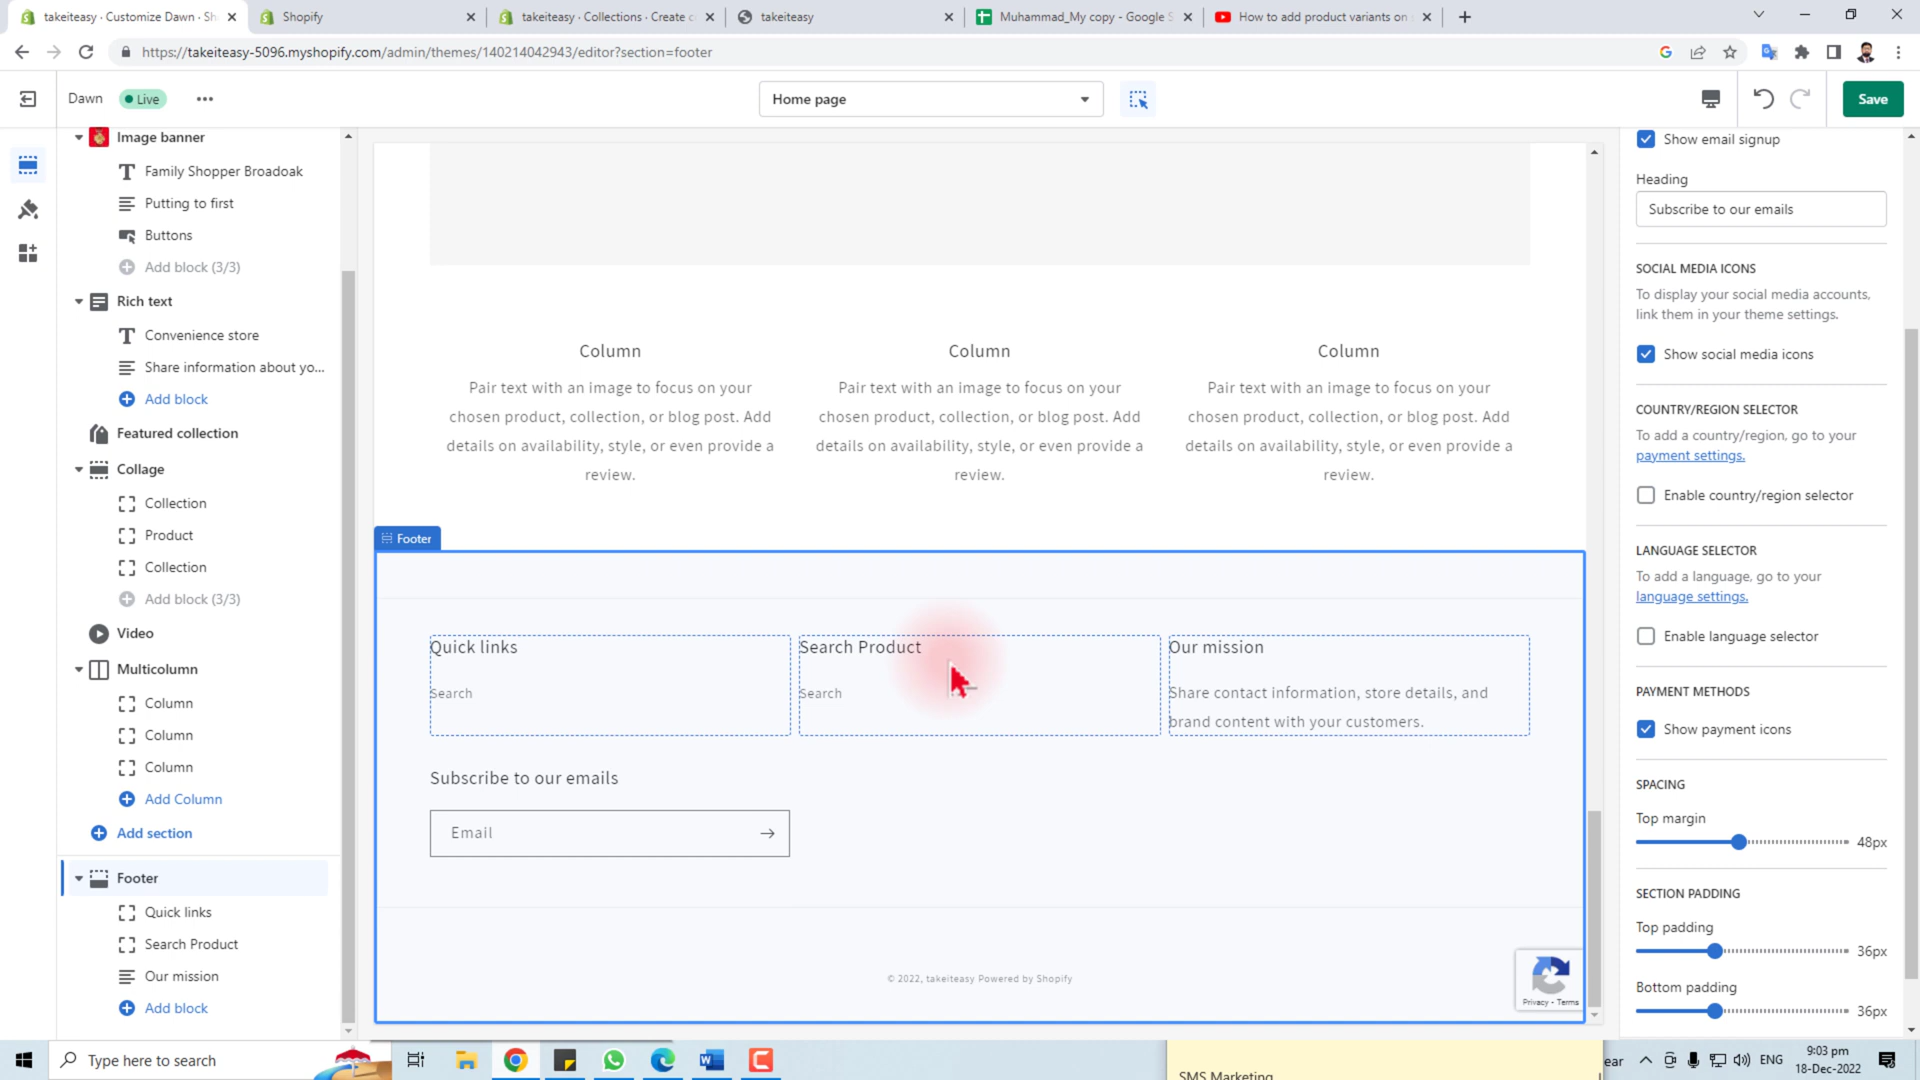 takeiteasy · Customize Dawn · Sh
Shopify
takeiteasy · Collections · Create c
takeiteasy
Muhammad_My copy - Google S
How to add product variants on
https://takeiteasy-5096.myshopify.com/admin/themes/140214042943/editor?section=footer
Dawn
Live
Home page
Save
Image banner
Family Shopper Broadoak
Putting to first
Buttons
Add block (3/3)
Rich text
Convenience store
Share information about yo...
Add block
Featured collection
Collage
Collection
Product
Collection
Add block (3/3)
Video
Multicolumn
Column
Column
Column
Add Column
Add section
Footer
Quick links
Search Product
Our mission
Add block
Column
Pair text with an image to focus on your
chosen product, collection, or blog post. Add
details on availability, style, or even provide a
review.
Column
Pair text with an image to focus on your
chosen product, collection, or blog post. Add
details on availability, style, or even provide a
review.
Column
Pair text with an image to focus on your
chosen product, collection, or blog post. Add
details on availability, style, or even provide a
review.
Footer
Quick links
Search
Search Product
Search
Our mission
Share contact information, store details, and
brand content with your customers.
Subscribe to our emails
Email
© 2022, takeiteasy Powered by Shopify
Privacy - Terms
Show email signup
Heading
Subscribe to our emails
SOCIAL MEDIA ICONS
To display your social media accounts,
link them in your theme settings.
Show social media icons
COUNTRY/REGION SELECTOR
To add a country/region, go to your
payment settings.
Enable country/region selector
LANGUAGE SELECTOR
To add a language, go to your
language settings.
Enable language selector
PAYMENT METHODS
Show payment icons
SPACING
Top margin
48px
SECTION PADDING
Top padding
36px
Bottom padding
36px
Type here to search
SMS Marketing
ear
ENG
9:03 pm
18-Dec-2022